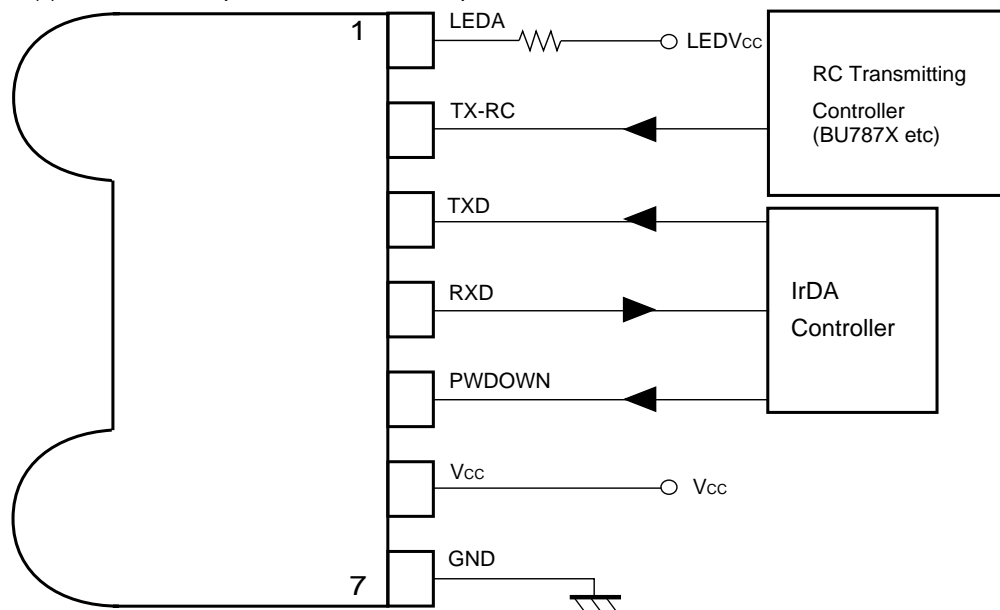 1
LEDA
LEDVcc
TX-RC
RC Transmitting
Controller
(BU787X etc)
TXD
RXD
IrDA
Controller
PWDOWN
Vcc
Vcc
GND
7